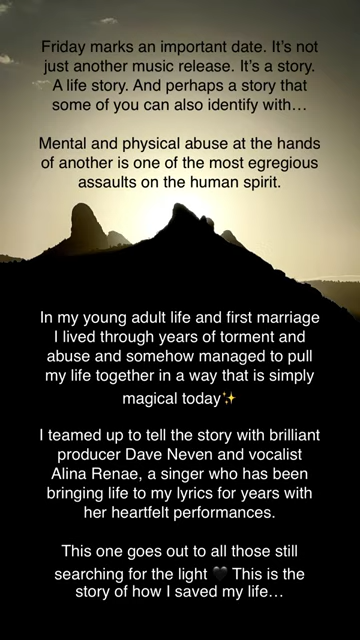 Friday marks an important date. It’s not
just another music release. It’s a story.
A life story. And perhaps a story that
some of you can also identify with…
Mental and physical abuse at the hands
of another is one of the most egregious
assaults on the human spirit.
In my young adult life and first marriage
I lived through years of torment and
abuse and somehow managed to pull
my life together in a way that is simply
magical today✨
I teamed up to tell the story with brilliant
producer Dave Neven and vocalist
Alina Renae, a singer who has been
bringing life to my lyrics for years with
her heartfelt performances.
This one goes out to all those still
searching for the light 🖤 This is the
story of how I saved my life…